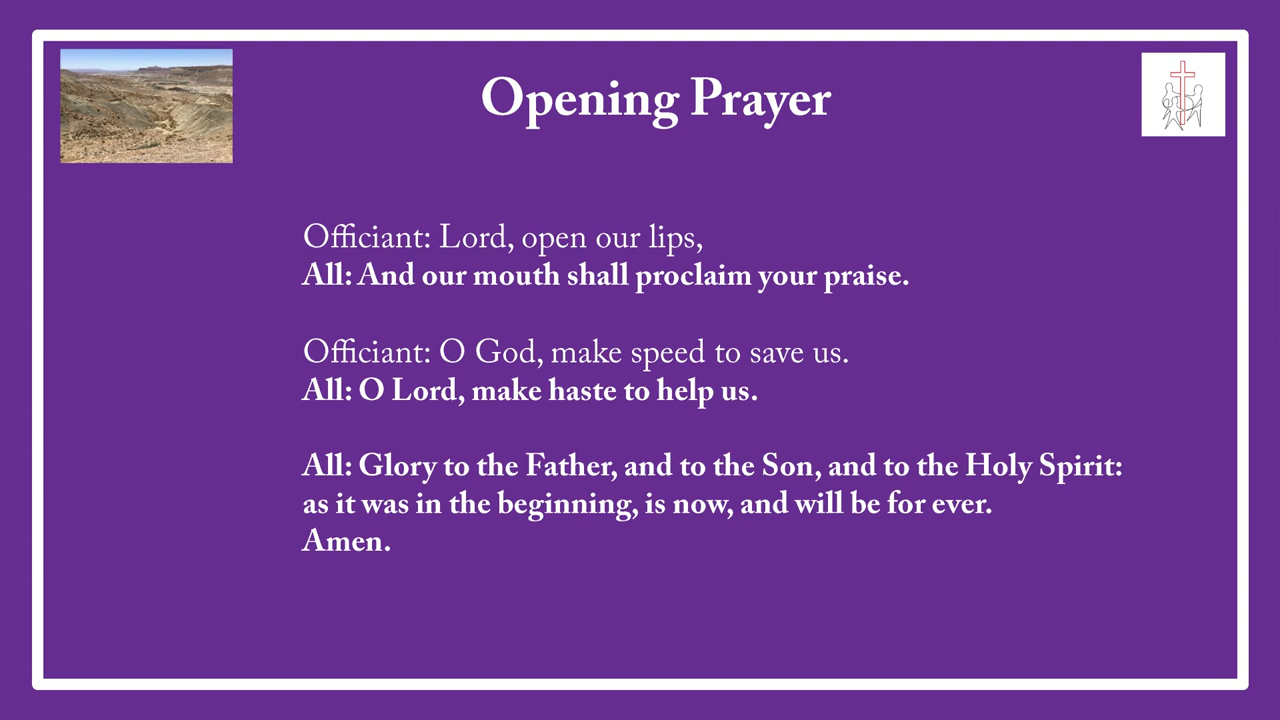 Opening Prayer
Officiant: Lord, open our lips,
All: And our mouth shall proclaim your praise.
Officiant: O God, make speed to save us.
All: O Lord, make haste to help us.
All: Glory to the Father, and to the Son, and to the Holy Spirit:
as it was in the beginning, is now, and will be for ever.
Amen.